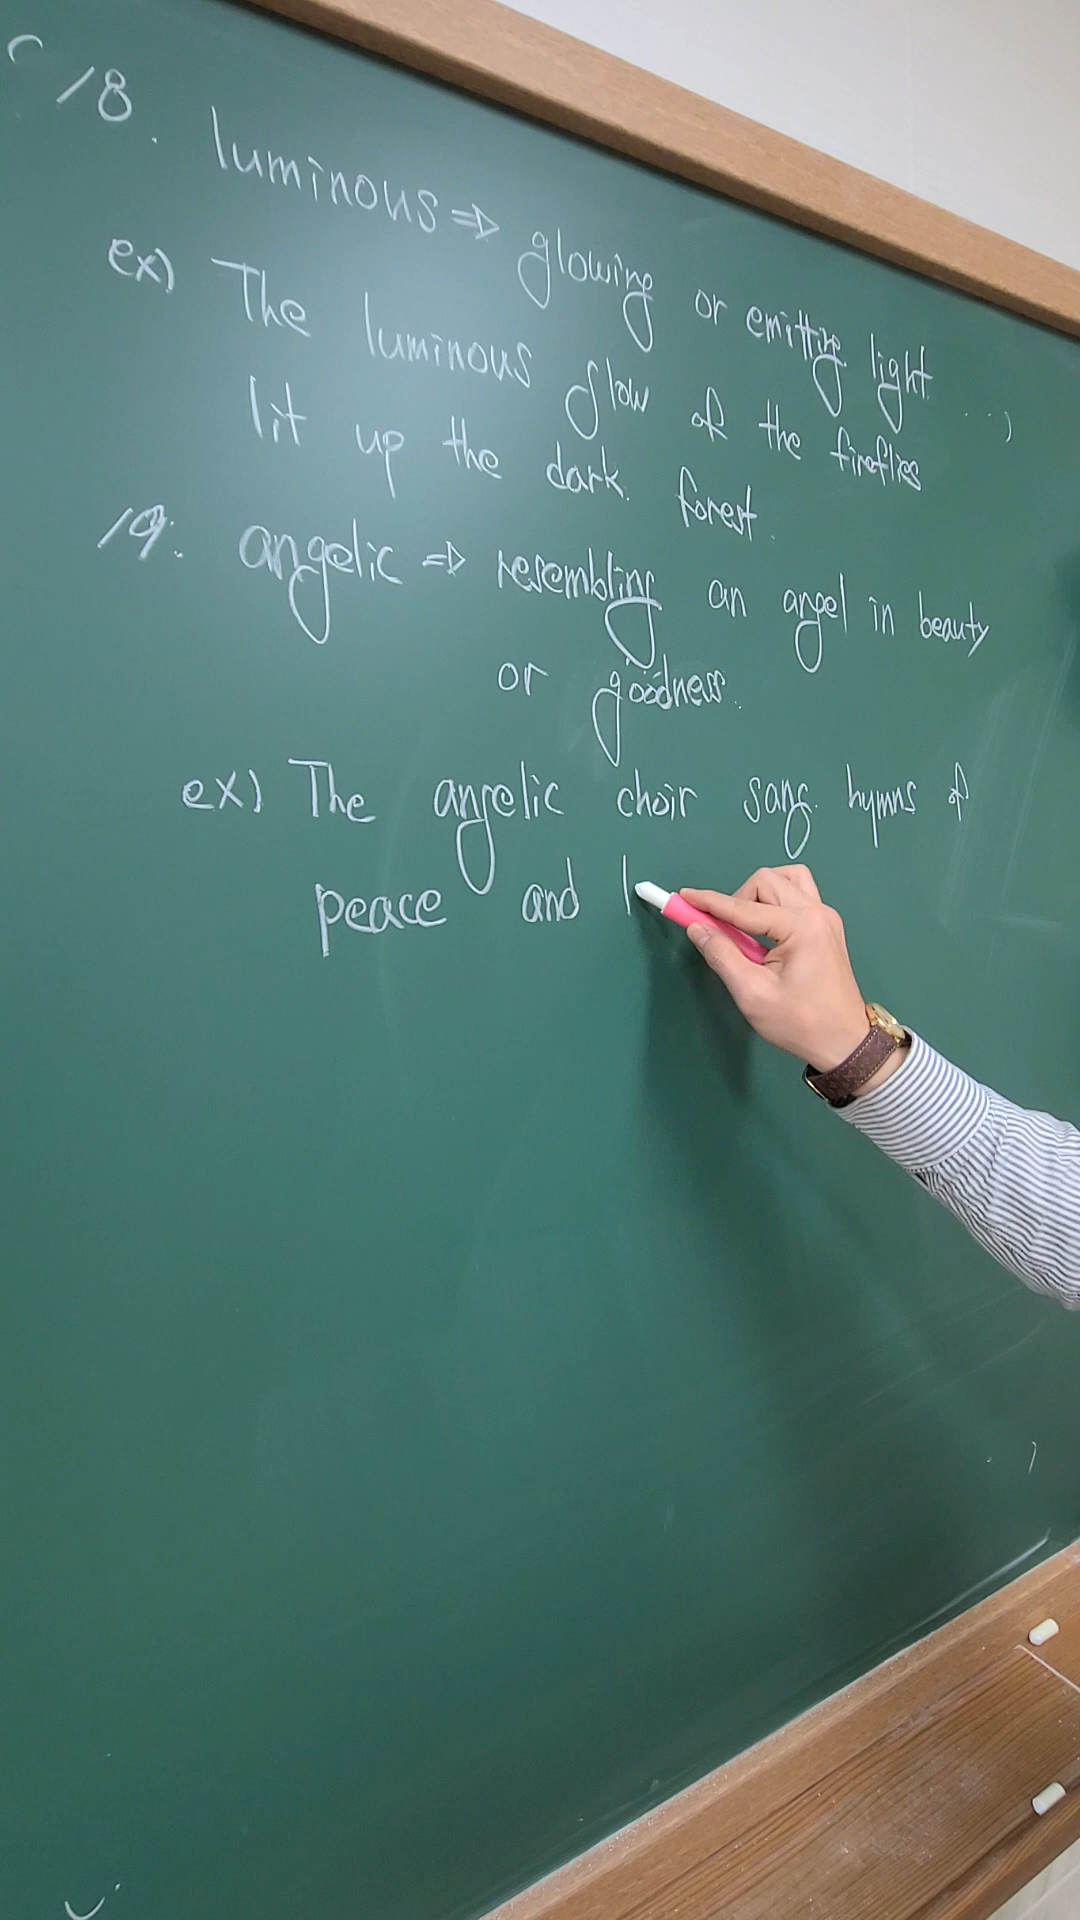 18. luminous ⇒ glowing or emitting light
ex) The luminous glow of the fireflies
lit up the dark forest.
19. angelic ⇒ resembling an angel in beauty
or goodness.
ex) The angelic choir sang hymns of
peace and l